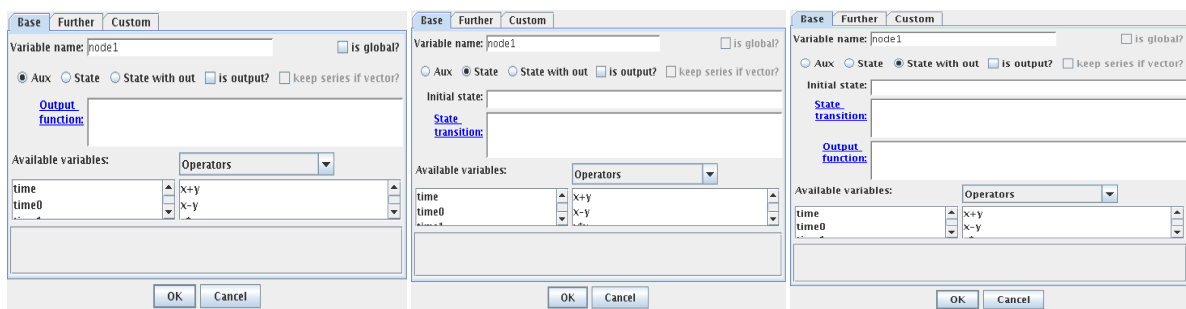 Base Further Custom
Variable name: node1 is global?
Aux State State with out is output? keep series if vector?
Output
function:
Available variables: Operators
time x+y
time0 x-y
OK Cancel
Base Further Custom
Variable name: node1 is global?
Aux State State with out is output? keep series if vector?
Initial state:
State
transition:
Available variables: Operators
time x+y
time0 x-y
OK Cancel
Base Further Custom
Variable name: node1 is global?
Aux State State with out is output? keep series if vector?
Initial state:
State
transition:
Output
function:
Available variables: Operators
time x+y
time0 x-y
OK Cancel